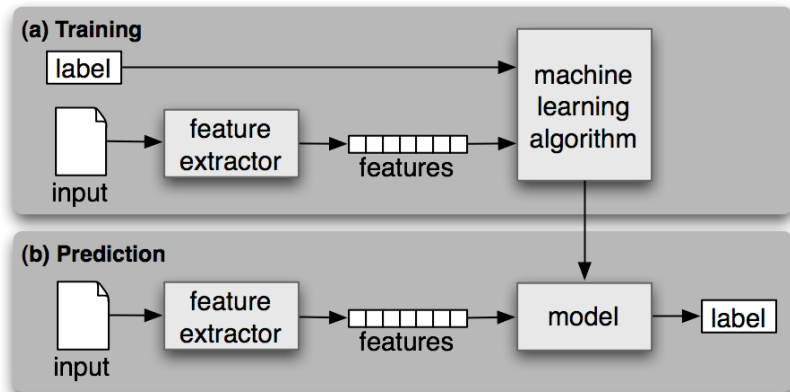 (a) Training
label
machine
learning
algorithm
feature
extractor
features
input
(b) Prediction
feature
extractor
features
model
label
input